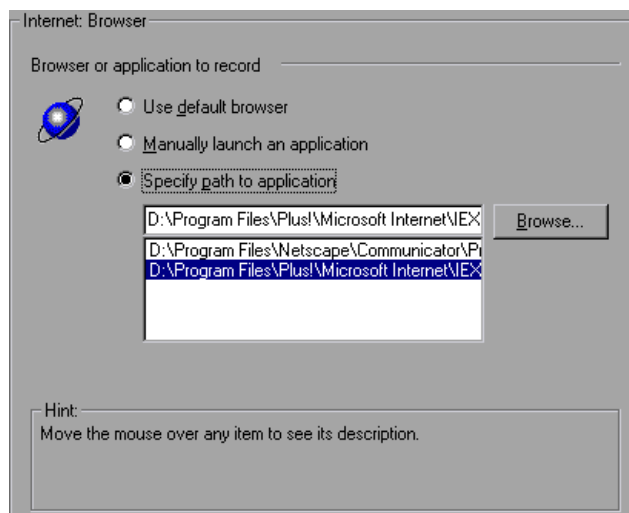 Internet: Browser
Browser or application to record
Use default browser
Manually launch an application
Specify path to application
D:\Program Files\Plus!\Microsoft Internet\IEX
Browse...
D:\Program Files\Netscape\Communicator\Pr
D:\Program Files\Plus!\Microsoft Internet\IEX
Hint:
Move the mouse over any item to see its description.